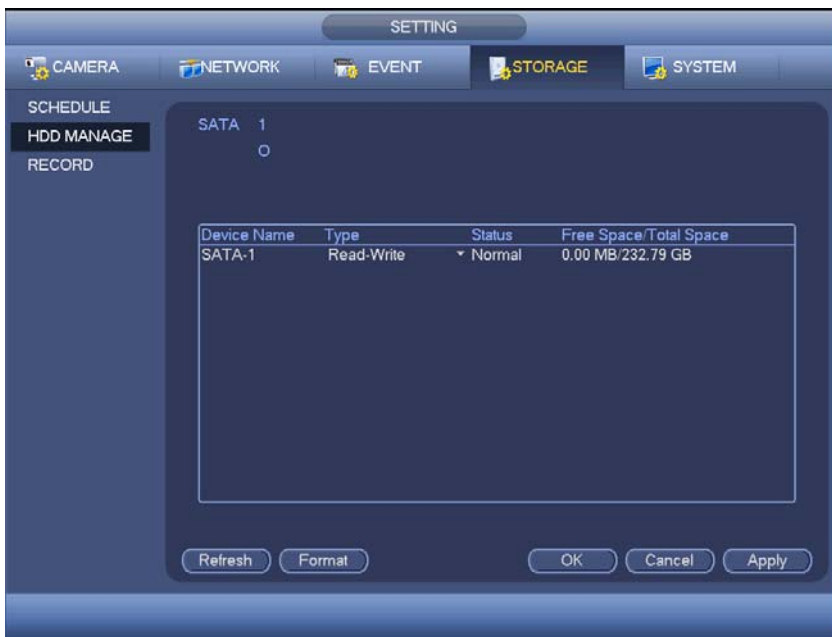 SETTING
CAMERA NETWORK EVENT STORAGE SYSTEM
SCHEDULE
HDD MANAGE
RECORD
SATA 1
O
Device Name Type Status Free Space/Total Space
SATA-1 Read-Write Normal 0.00 MB/232.79 GB
Refresh Format OK Cancel Apply